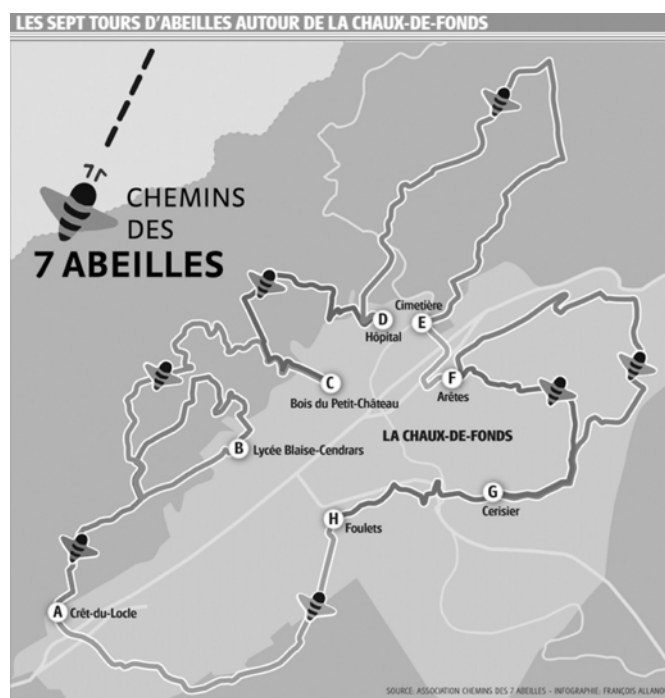 LES SEPT TOURS D'ABEILLES AUTOUR DE LA CHAUX-DE-FONDS
CHEMINS
DES
7 ABEILLES
Cimetière
D
E
Hôpital
C
F
Bois du Petit-Château
Arêtes
LA CHAUX-DE-FONDS
B
Lycée Blaise-Cendrars
G
Cerisier
H
Foulets
A
Crêt-du-Locle
SOURCE: ASSOCIATION CHEMINS DES 7 ABEILLES - INFOGRAPHIE: FRANÇOIS ALLANO